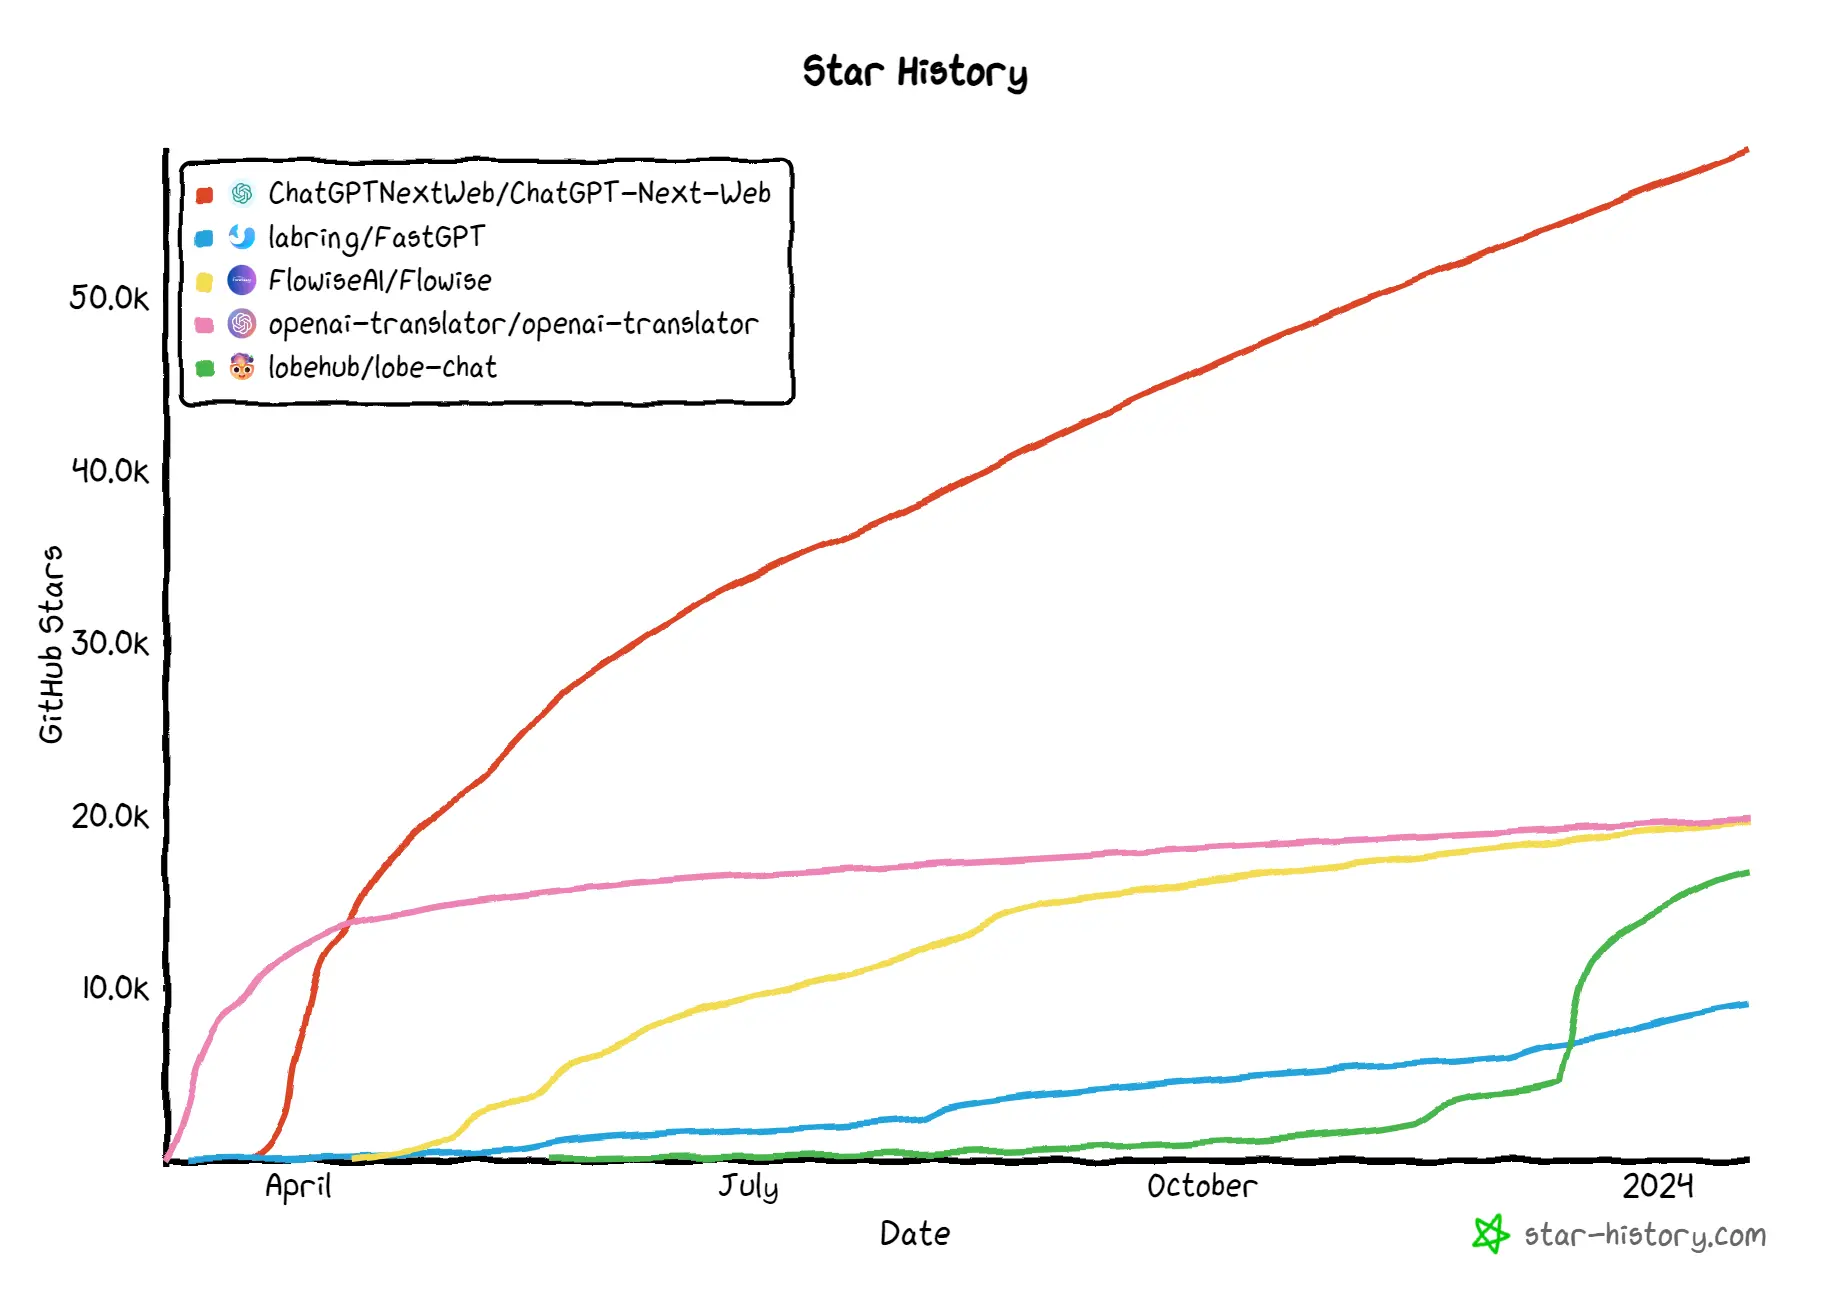 Star History
ChatGPTNextWeb/ChatGPT-Next-Web
labring/FastGPT
FlowiseAI/Flowise
openai-translator/openai-translator
lobehub/lobe-chat
50.0k
40.0k
30.0k
20.0k
10.0k
GitHub Stars
April
July
October
2024
Date
star-history.com